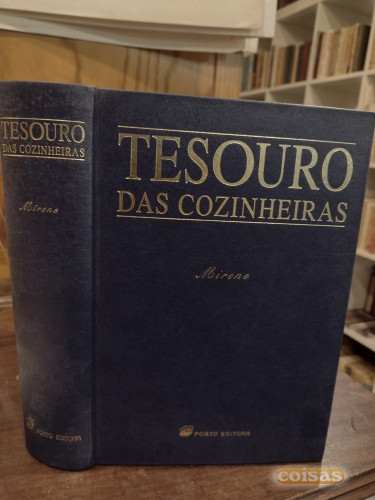 TESOURO
DAS COZINHEIRAS
Mirene
PORTO EDITORA
TESOURO
DAS COZINHEIRAS
Mirene
PORTO EDITORA
coisas